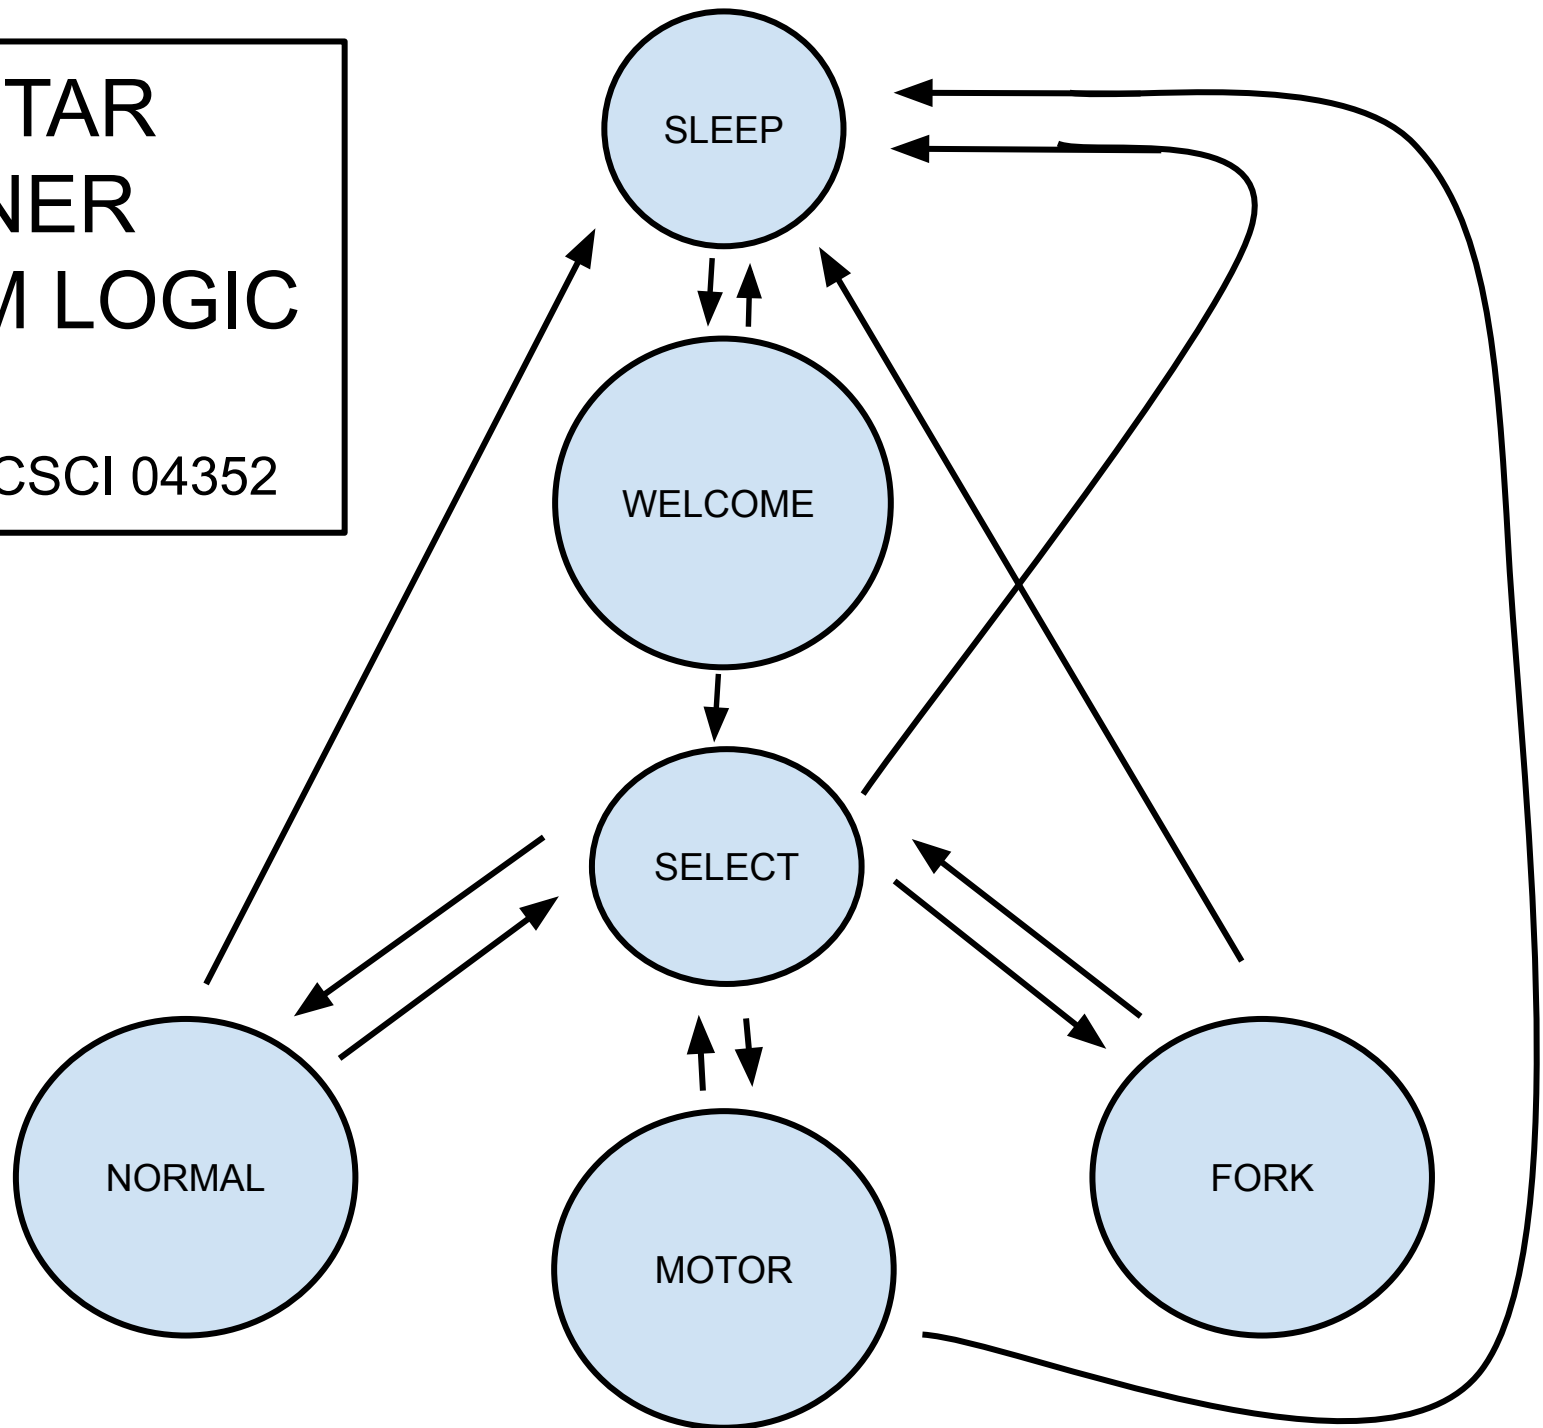 TAR
NER
M LOGIC
CSCI 04352
SLEEP
WELCOME
SELECT
NORMAL
FORK
MOTOR